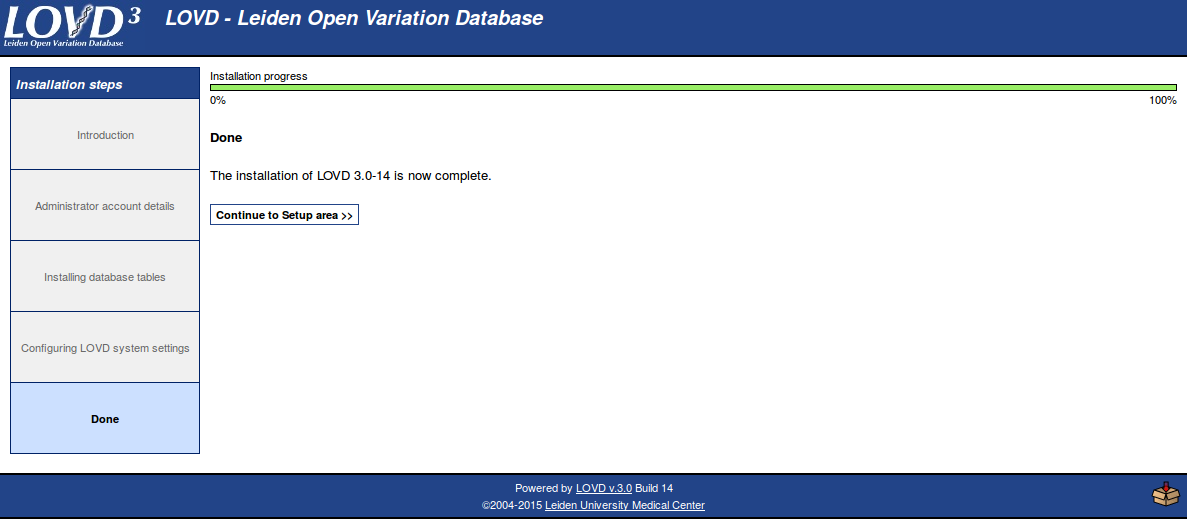 LOVD 3
Leiden Open Variation Database
LOVD - Leiden Open Variation Database
Installation steps
Introduction
Administrator account details
Installing database tables
Configuring LOVD system settings
Done
Installation progress
0% 100%
Done
The installation of LOVD 3.0-14 is now complete.
Continue to Setup area >>
Powered by LOVD v.3.0 Build 14
©2004-2015 Leiden University Medical Center